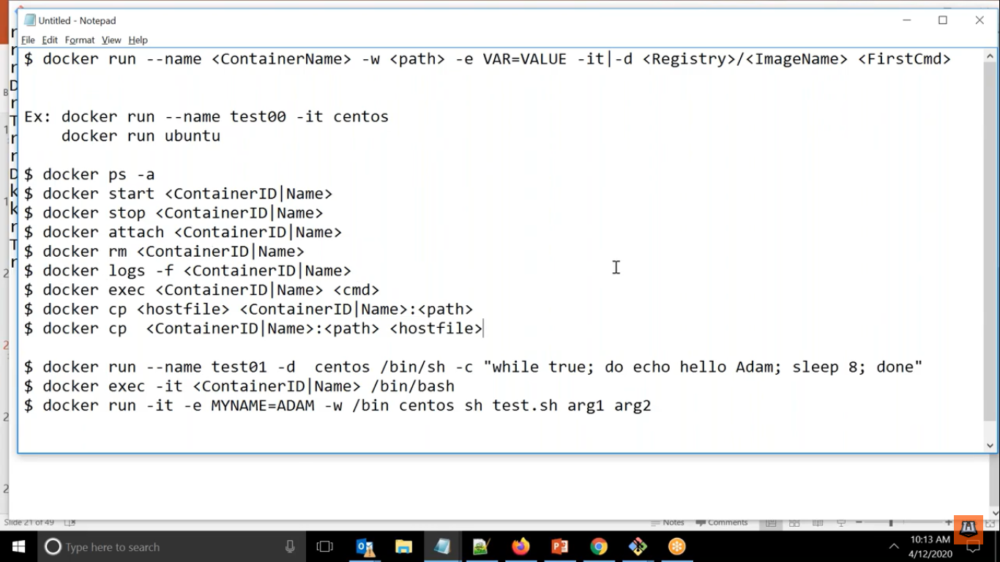 Untitled - Notepad
File Edit Format View Help
$ docker run --name <ContainerName> -w <path> -e VAR=VALUE -it|-d <Registry>/<ImageName> <FirstCmd>
Ex: docker run --name test00 -it centos
docker run ubuntu
$ docker ps -a
$ docker start <ContainerID|Name>
$ docker stop <ContainerID|Name>
$ docker attach <ContainerID|Name>
$ docker rm <ContainerID|Name>
$ docker logs -f <ContainerID|Name>
$ docker exec <ContainerID|Name> <cmd>
$ docker cp <hostfile> <ContainerID|Name>:<path>
$ docker cp  <ContainerID|Name>:<path> <hostfile>
$ docker run --name test01 -d  centos /bin/sh -c "while true; do echo hello Adam; sleep 8; done"
$ docker exec -it <ContainerID|Name> /bin/bash
$ docker run -it -e MYNAME=ADAM -w /bin centos sh test.sh arg1 arg2
Slide 21 of 49
Notes
Comments
Type here to search
10:13 AM
4/12/2020